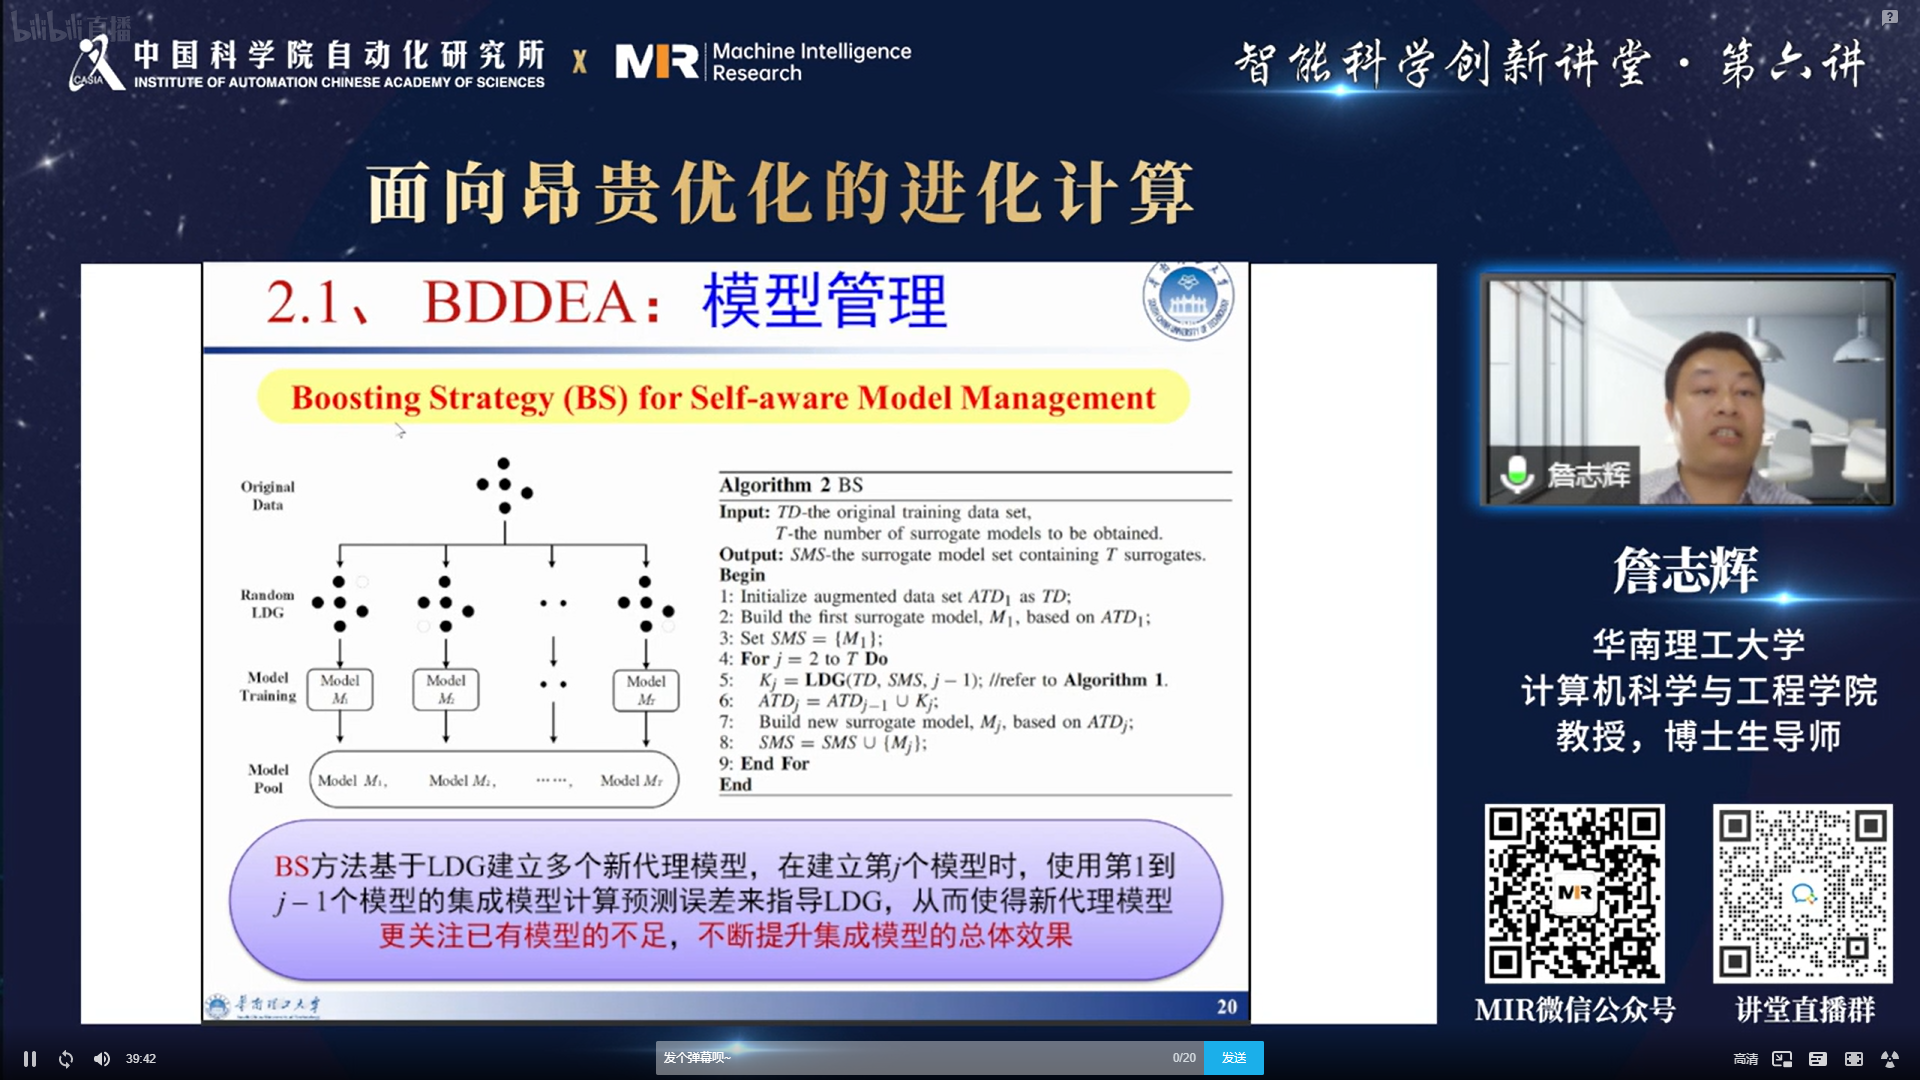 bilibili直播
中国科学院自动化研究所
CASIA
INSTITUTE OF AUTOMATION CHINESE ACADEMY OF SCIENCES
X
MIR
Machine Intelligence
Research
智能科学创新讲堂·第六讲
面向昂贵优化的进化计算
2.1、 BDDEA：模型管理
Boosting Strategy (BS) for Self-aware Model Management
Original
Data
Random
LDG
Model
Training
Model
M₁
Model
M₂
Model
M_T
Model
Pool
Model M₁, Model M₂, ……, Model M_T
Algorithm 2 BS
Input: TD-the original training data set,
T-the number of surrogate models to be obtained.
Output: SMS-the surrogate model set containing T surrogates.
Begin
1: Initialize augmented data set ATD₁ as TD;
2: Build the first surrogate model, M₁, based on ATD₁;
3: Set SMS = {M₁};
4: For j = 2 to T Do
5: K_j = LDG(TD, SMS, j − 1); //refer to Algorithm 1.
6: ATD_j = ATD_{j−1} ∪ K_j;
7: Build new surrogate model, M_j, based on ATD_j;
8: SMS = SMS ∪ {M_j};
9: End For
End
BS方法基于LDG建立多个新代理模型，在建立第j个模型时，使用第1到
j – 1个模型的集成模型计算预测误差来指导LDG，从而使得新代理模型
更关注已有模型的不足，不断提升集成模型的总体效果
华南理工大学
20
詹志辉
詹志辉
华南理工大学
计算机科学与工程学院
教授，博士生导师
MIR
MIR微信公众号
讲堂直播群
39:42
发个弹幕呗~
0/20
发送
高清